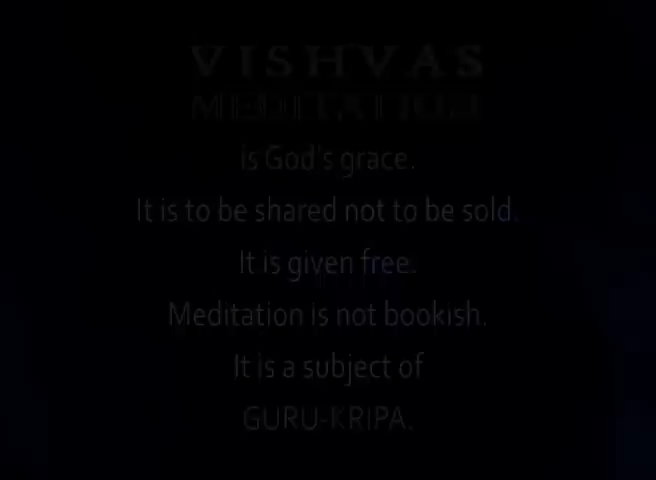 VISHVAS
MEDITATION
is God's grace.
It is to be shared not to be sold.
It is given free.
Meditation is not bookish.
It is a subject of
GURU-KRIPA.